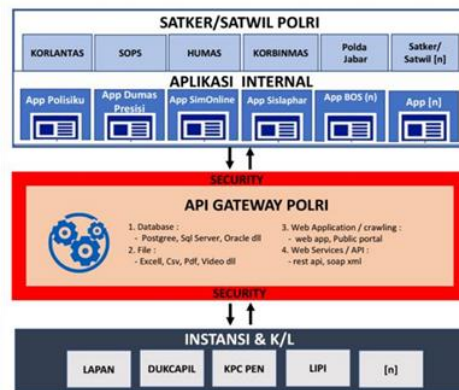 SATKER/SATWIL POLRI
KORLANTAS
SOPS
HUMAS
KORBINMAS
Polda
Jabar
Satker/
Satwil [n]
APLIKASI INTERNAL
App Polisiku
App Dumas
Presisi
App SimOnline
App Sislaphar
App BOS (n)
App [n]
SECURITY
API GATEWAY POLRI
1. Database :
- Postgree, Sql Server, Oracle dll
2. File :
- Excell, Csv, Pdf, Video dll
3. Web Application / crawling :
- web app, Public portal
4. Web Services / API :
- rest api, soap xml
SECURITY
INSTANSI & K/L
LAPAN
DUKCAPIL
KPC PEN
LIPI
[n]